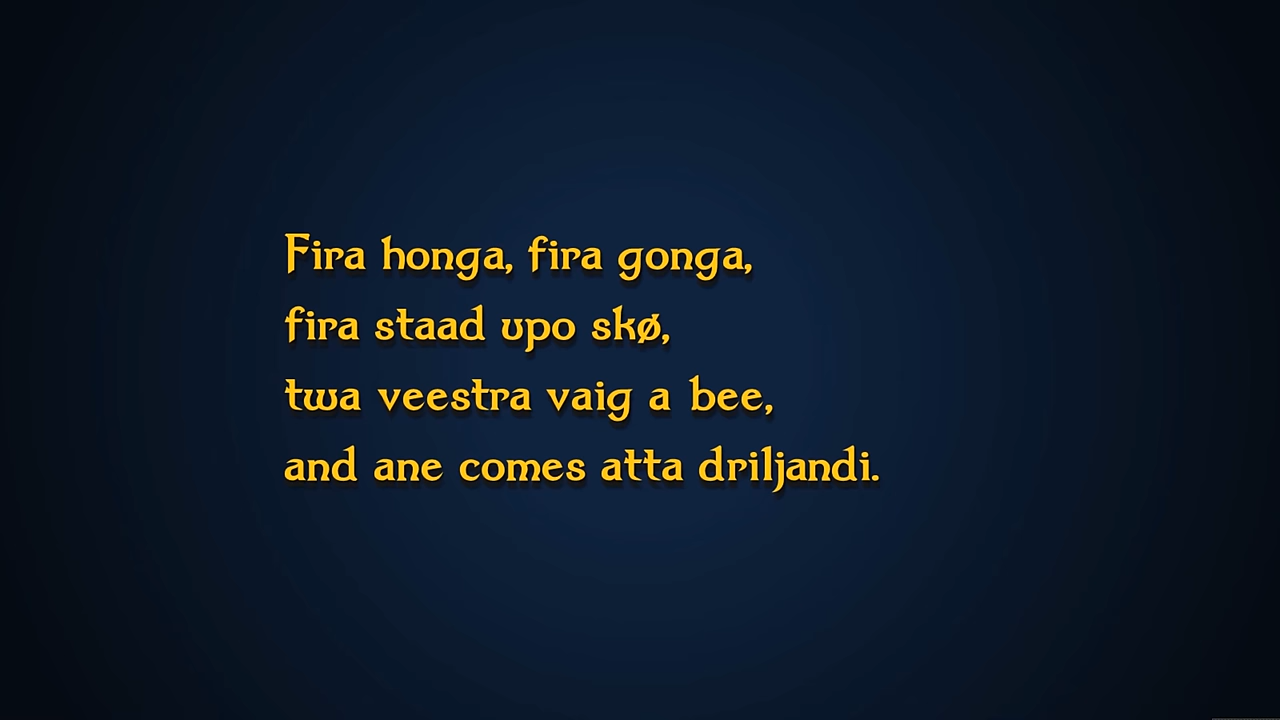 Fira honga, fira gonga,
fira staad upo skø,
twa veestra vaig a bee,
and ane comes atta driljandi.